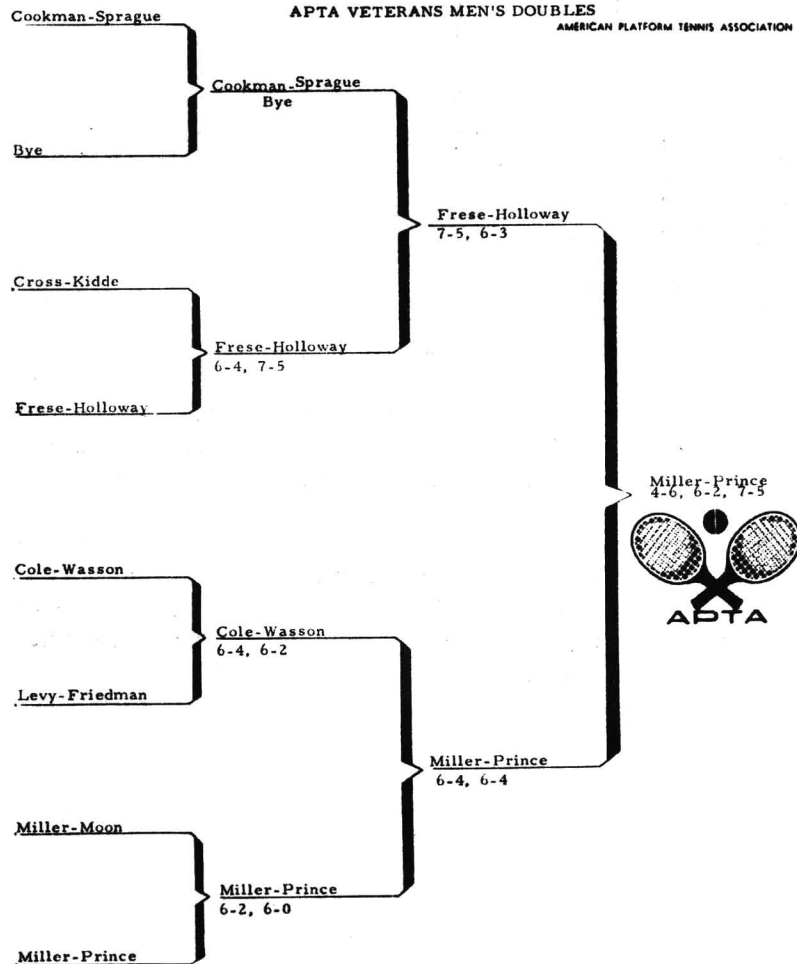 APTA VETERANS MEN'S DOUBLES
AMERICAN PLATFORM TENNIS ASSOCIATION
Cookman-Sprague
Cookman-Sprague
Bye
Bye
Frese-Holloway
7-5, 6-3
Cross-Kidde
Frese-Holloway
6-4, 7-5
Frese-Holloway
Miller-Prince
4-6, 6-2, 7-5
APTA
Cole-Wasson
Cole-Wasson
6-4, 6-2
Levy-Friedman
Miller-Prince
6-4, 6-4
Miller-Moon
Miller-Prince
6-2, 6-0
Miller-Prince